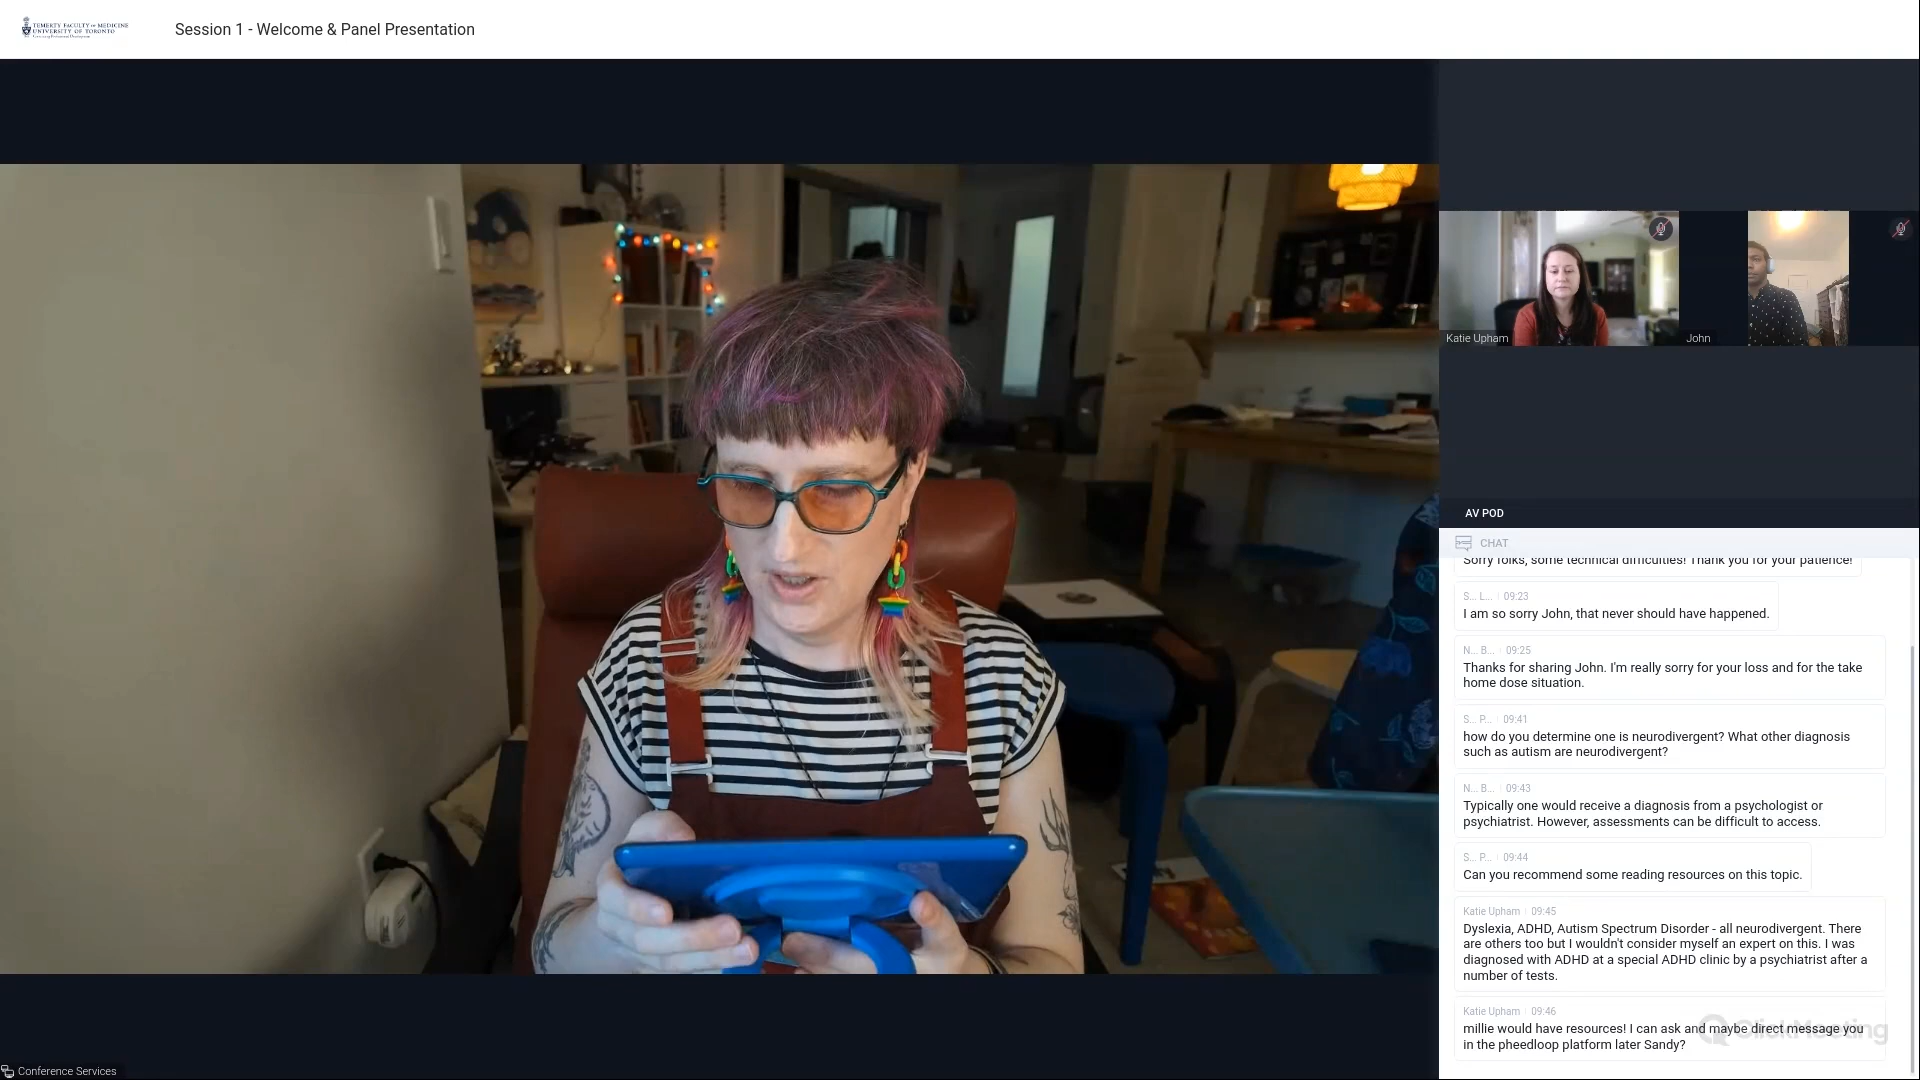 TEMERTY FACULTY OF MEDICINE
UNIVERSITY OF TORONTO
Session 1 - Welcome & Panel Presentation
Katie Upham
John
AV POD
CHAT
Sorry folks, some technical difficulties! Thank you for your patience!
S... L... 09:23
I am so sorry John, that never should have happened.
N... B... 09:25
Thanks for sharing John. I'm really sorry for your loss and for the take
home dose situation.
S... P... 09:41
how do you determine one is neurodivergent? What other diagnosis
such as autism are neurodivergent?
N... B... 09:43
Typically one would receive a diagnosis from a psychologist or
psychiatrist. However, assessments can be difficult to access.
S... P... 09:44
Can you recommend some reading resources on this topic.
Katie Upham 09:45
Dyslexia, ADHD, Autism Spectrum Disorder - all neurodivergent. There
are others too but I wouldn't consider myself an expert on this. I was
diagnosed with ADHD at a special ADHD clinic by a psychiatrist after a
number of tests.
Katie Upham 09:46
millie would have resources! I can ask and maybe direct message you
in the pheedloop platform later Sandy?
ClickMeeting
Conference Services